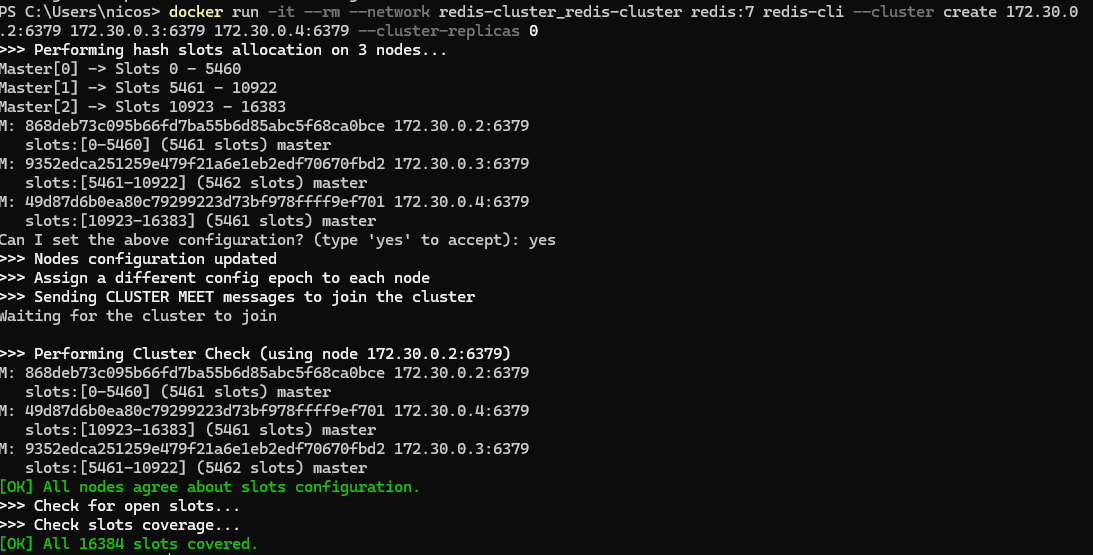 PS C:\Users\nicos> docker run -it --rm --network redis-cluster_redis-cluster redis:7 redis-cli --cluster create 172.30.0
.2:6379 172.30.0.3:6379 172.30.0.4:6379 --cluster-replicas 0
>>> Performing hash slots allocation on 3 nodes...
Master[0] -> Slots 0 - 5460
Master[1] -> Slots 5461 - 10922
Master[2] -> Slots 10923 - 16383
M: 868deb73c095b66fd7ba55b6d85abc5f68ca0bce 172.30.0.2:6379
   slots:[0-5460] (5461 slots) master
M: 9352edca251259e479f21a6e1eb2edf70670fbd2 172.30.0.3:6379
   slots:[5461-10922] (5462 slots) master
M: 49d87d6b0ea80c79299223d73bf978ffff9ef701 172.30.0.4:6379
   slots:[10923-16383] (5461 slots) master
Can I set the above configuration? (type 'yes' to accept): yes
>>> Nodes configuration updated
>>> Assign a different config epoch to each node
>>> Sending CLUSTER MEET messages to join the cluster
Waiting for the cluster to join

>>> Performing Cluster Check (using node 172.30.0.2:6379)
M: 868deb73c095b66fd7ba55b6d85abc5f68ca0bce 172.30.0.2:6379
   slots:[0-5460] (5461 slots) master
M: 49d87d6b0ea80c79299223d73bf978ffff9ef701 172.30.0.4:6379
   slots:[10923-16383] (5461 slots) master
M: 9352edca251259e479f21a6e1eb2edf70670fbd2 172.30.0.3:6379
   slots:[5461-10922] (5462 slots) master
[OK] All nodes agree about slots configuration.
>>> Check for open slots...
>>> Check slots coverage...
[OK] All 16384 slots covered.